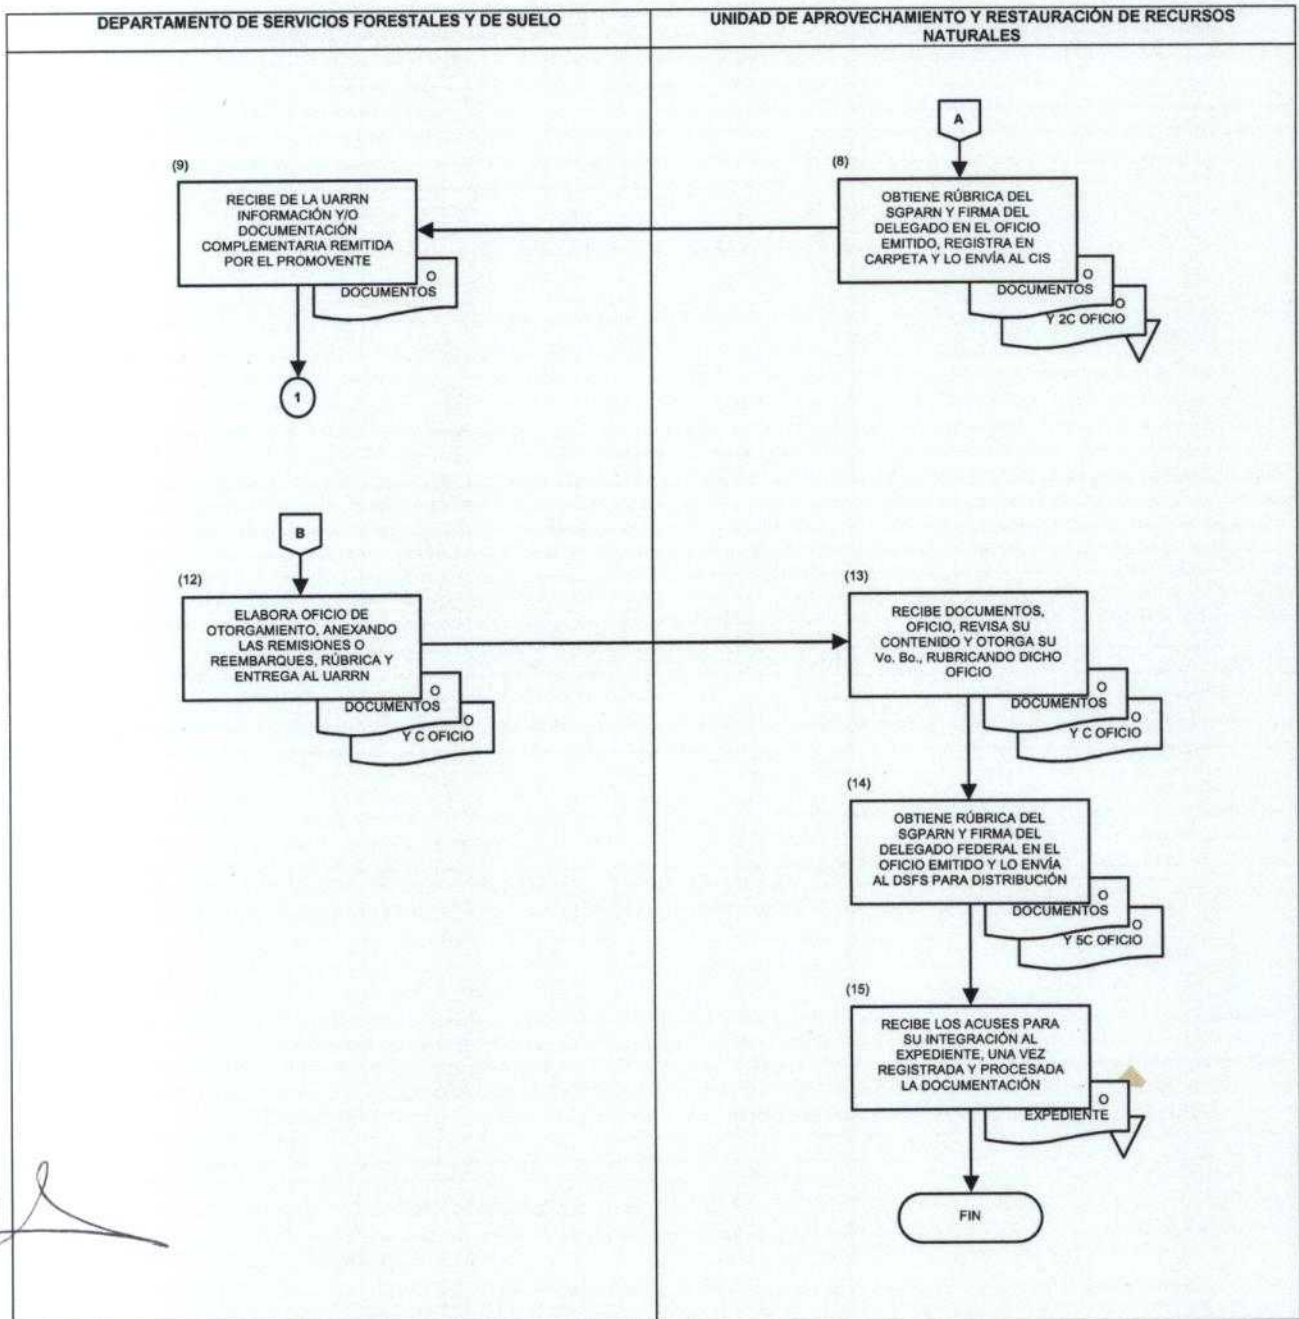 DEPARTAMENTO DE SERVICIOS FORESTALES Y DE SUELO
UNIDAD DE APROVECHAMIENTO Y RESTAURACIÓN DE RECURSOS
NATURALES
A
(8)
OBTIENE RÚBRICA DEL
SGPARN Y FIRMA DEL
DELEGADO EN EL OFICIO
EMITIDO, REGISTRA EN
CARPETA Y LO ENVÍA AL CIS
O
DOCUMENTOS
O
Y 2C OFICIO
(9)
RECIBE DE LA UARRN
INFORMACIÓN Y/O
DOCUMENTACIÓN
COMPLEMENTARIA REMITIDA
POR EL PROMOVENTE
O
DOCUMENTOS
1
B
(12)
ELABORA OFICIO DE
OTORGAMIENTO, ANEXANDO
LAS REMISIONES O
REEMBARQUES, RÚBRICA Y
ENTREGA AL UARRN
O
DOCUMENTOS
O
Y C OFICIO
(13)
RECIBE DOCUMENTOS,
OFICIO, REVISA SU
CONTENIDO Y OTORGA SU
Vo. Bo., RUBRICANDO DICHO
OFICIO
O
DOCUMENTOS
O
Y C OFICIO
(14)
OBTIENE RÚBRICA DEL
SGPARN Y FIRMA DEL
DELEGADO FEDERAL EN EL
OFICIO EMITIDO Y LO ENVÍA
AL DSFS PARA DISTRIBUCIÓN
O
DOCUMENTOS
O
Y 5C OFICIO
(15)
RECIBE LOS ACUSES PARA
SU INTEGRACIÓN AL
EXPEDIENTE, UNA VEZ
REGISTRADA Y PROCESADA
LA DOCUMENTACIÓN
O
EXPEDIENTE
FIN